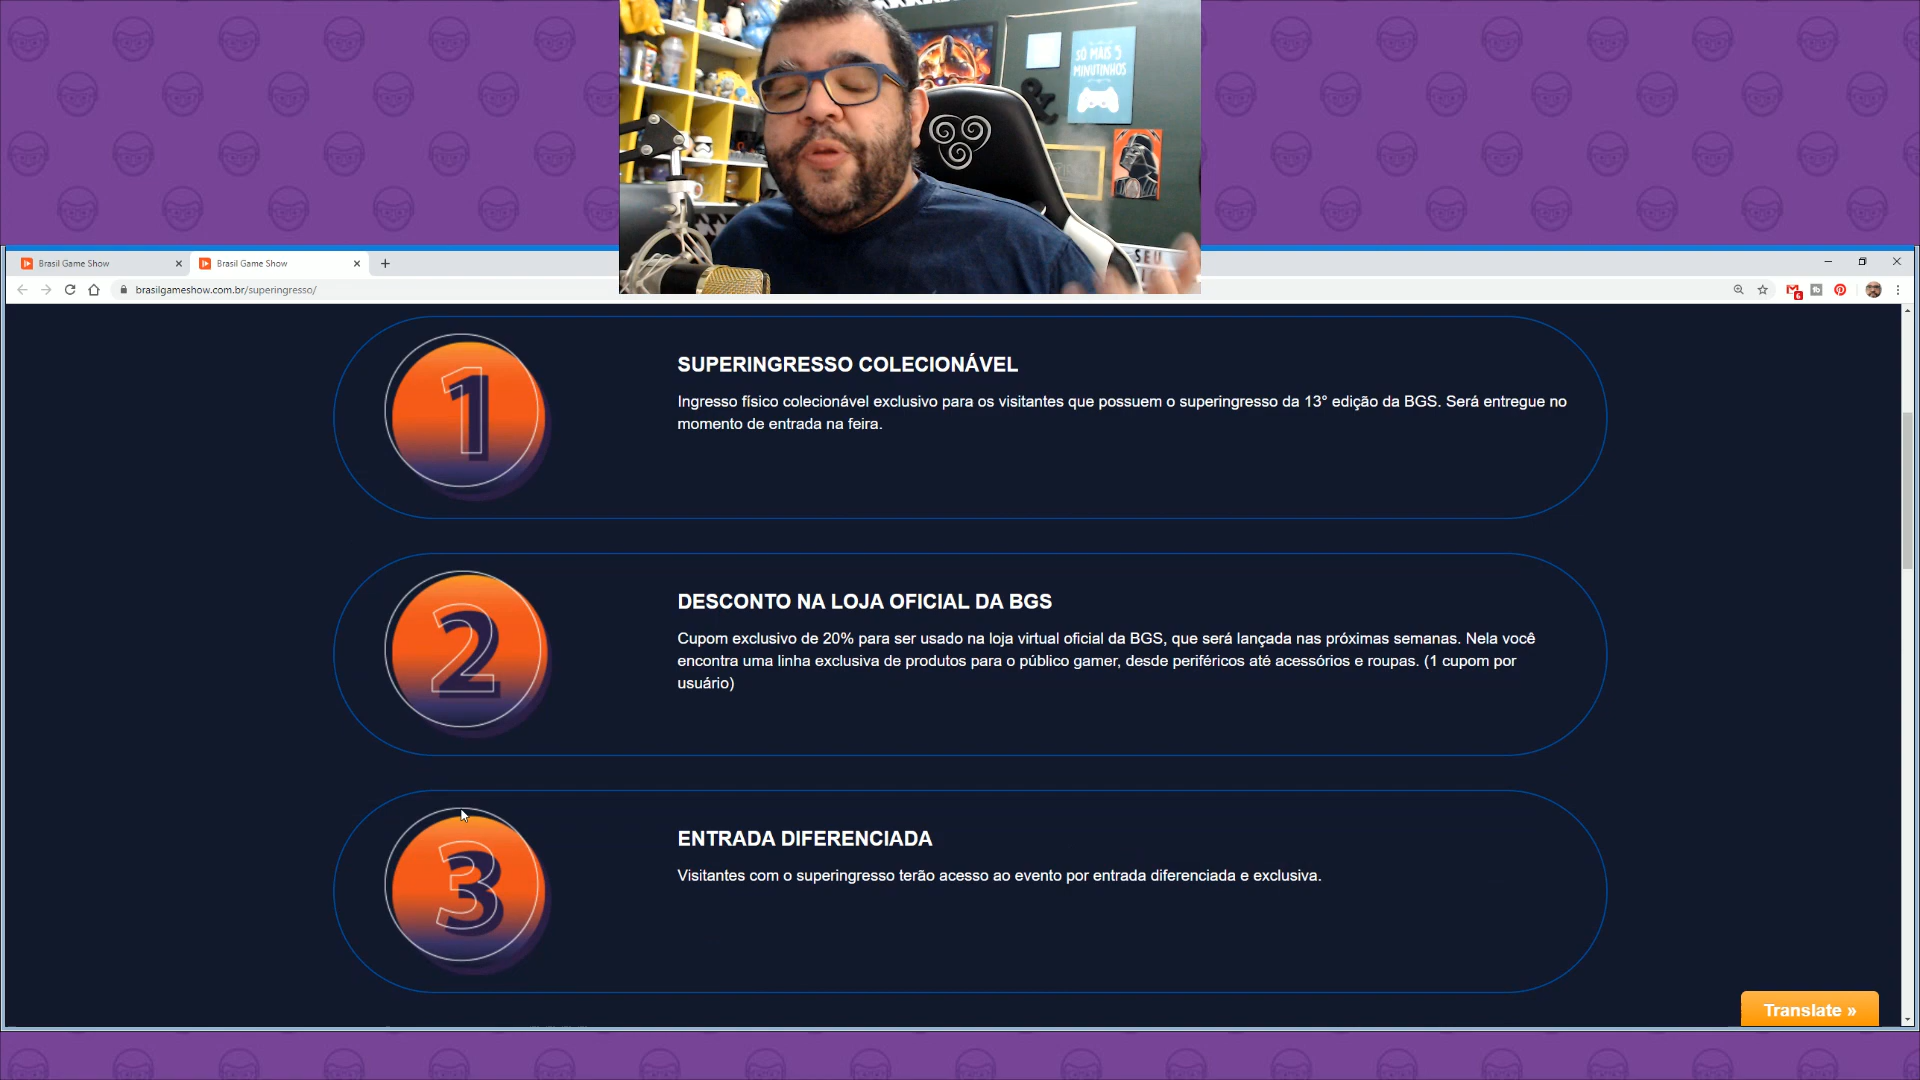 SÓ MAIS 5
MINUTINHOS
SEU
Brasil Game Show
Brasil Game Show
brasilgameshow.com.br/superingresso/
6
1
SUPERINGRESSO COLECIONÁVEL
Ingresso físico colecionável exclusivo para os visitantes que possuem o superingresso da 13° edição da BGS. Será entregue no
momento de entrada na feira.
2
DESCONTO NA LOJA OFICIAL DA BGS
Cupom exclusivo de 20% para ser usado na loja virtual oficial da BGS, que será lançada nas próximas semanas. Nela você
encontra uma linha exclusiva de produtos para o público gamer, desde periféricos até acessórios e roupas. (1 cupom por
usuário)
3
ENTRADA DIFERENCIADA
Visitantes com o superingresso terão acesso ao evento por entrada diferenciada e exclusiva.
Translate »